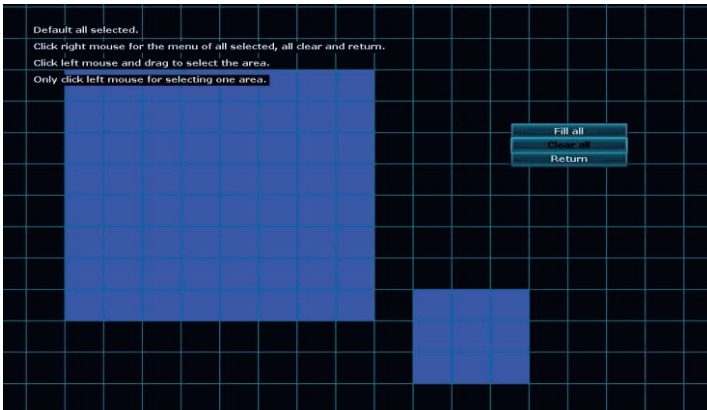 Default all selected.
Click right mouse for the menu of all selected, all clear and return.
Click left mouse and drag to select the area.
Only click left mouse for selecting one area.
Fill all
Clear all
Return